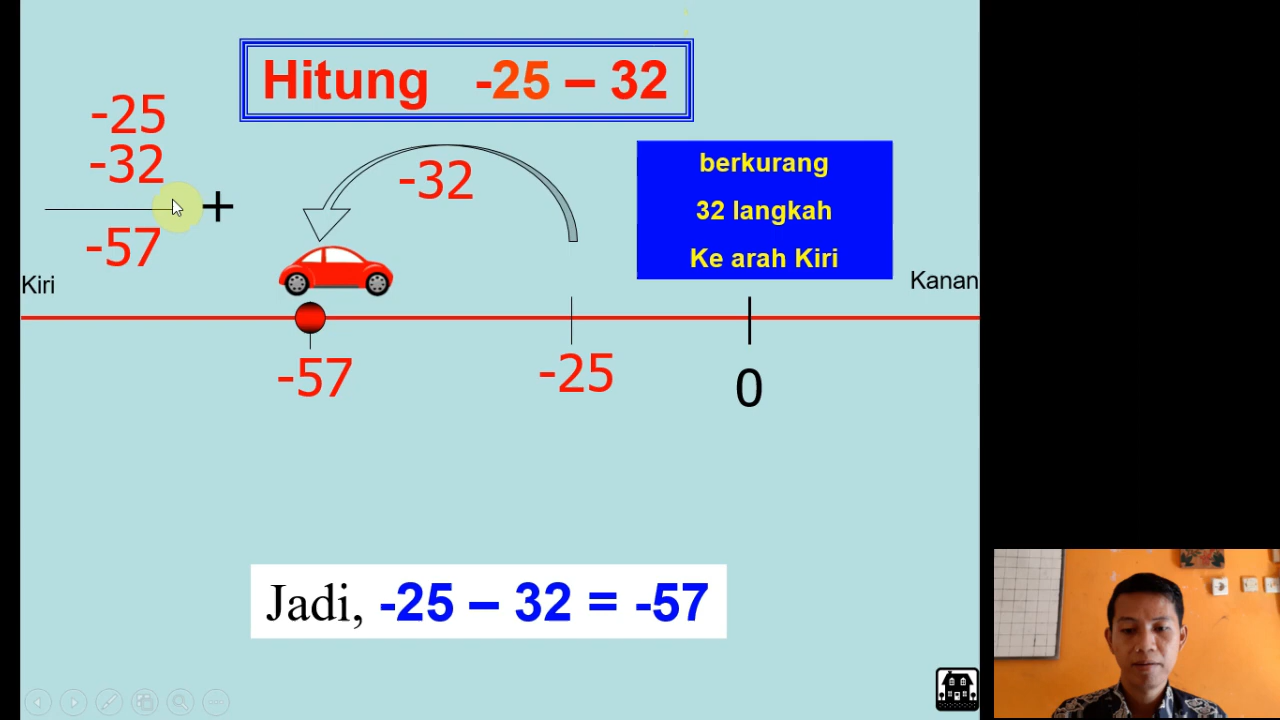 Hitung -25 – 32
-25
-32
+
-57
-32
berkurang
32 langkah
Ke arah Kiri
Kiri
Kanan
-57
-25
0
Jadi, -25 – 32 = -57